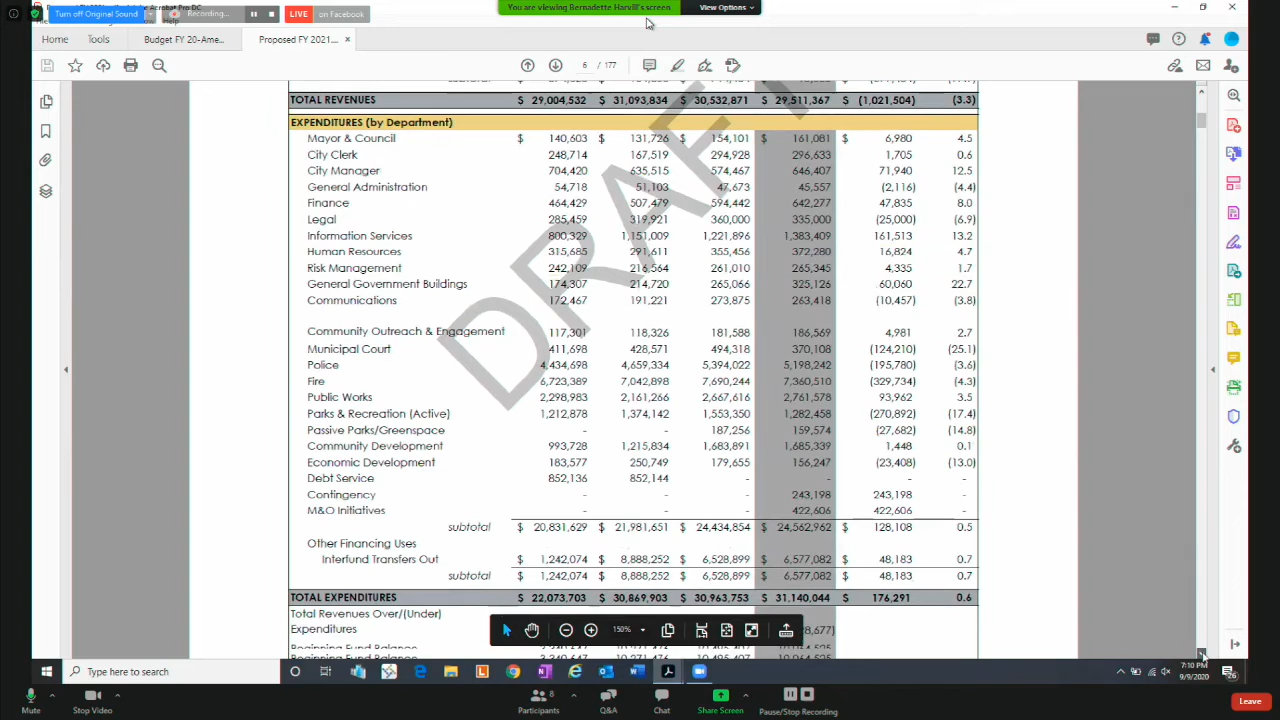 Turn off Original Sound Recording... LIVE on Facebook You are viewing Bernadette Harvill's screen View Options
Home Tools Budget FY 20-Ame... Proposed FY 2021.... ×
6 / 177
TOTAL REVENUES $ 29,004,532 $ 31,093,834 $ 30,532,871 $ 29,511,367 $ (1,021,504) (3.3)
EXPENDITURES (by Department)
Mayor & Council $ 140,603 $ 131,726 $ 154,101 $ 161,081 $ 6,980 4.5
City Clerk 248,714 167,519 294,928 296,633 1,705 0.6
City Manager 704,420 635,515 574,467 646,407 71,940 12.5
General Administration 54,718 51,103 47,673 45,557 (2,116) (4.4)
Finance 464,429 507,479 594,442 642,277 47,835 8.0
Legal 285,459 319,921 360,000 335,000 (25,000) (6.9)
Information Services 800,329 1,151,009 1,221,896 1,383,409 161,513 13.2
Human Resources 315,685 291,611 355,456 372,280 16,824 4.7
Risk Management 242,109 216,564 261,010 265,345 4,335 1.7
General Government Buildings 174,307 214,720 265,066 325,126 60,060 22.7
Communications 172,467 191,221 273,875 263,418 (10,457) (3.8)
Community Outreach & Engagement 117,301 118,326 181,588 186,569 4,981 2.7
Municipal Court 411,698 428,571 494,318 370,108 (124,210) (25.1)
Police 4,434,698 4,659,334 5,394,022 5,198,242 (195,780) (3.6)
Fire 6,723,389 7,042,898 7,690,244 7,360,510 (329,734) (4.3)
Public Works 2,298,983 2,161,266 2,667,616 2,761,578 93,962 3.5
Parks & Recreation (Active) 1,212,878 1,374,142 1,553,350 1,282,458 (270,892) (17.4)
Passive Parks/Greenspace 187,256 159,574 (27,682) (14.8)
Community Development 993,728 1,215,834 1,683,891 1,685,339 1,448 0.1
Economic Development 183,577 250,749 179,655 156,247 (23,408) (13.0)
Debt Service 852,136 852,144 - - - -
Contingency - - - 243,198 243,198 -
M&O Initiatives - - - 422,606 422,606 -
subtotal $ 20,831,629 $ 21,981,651 $ 24,434,854 $ 24,562,962 $ 128,108 0.5
Other Financing Uses
Interfund Transfers Out $ 1,242,074 $ 8,888,252 $ 6,528,899 $ 6,577,082 $ 48,183 0.7
subtotal $ 1,242,074 $ 8,888,252 $ 6,528,899 $ 6,577,082 $ 48,183 0.7
TOTAL EXPENDITURES $ 22,073,703 $ 30,869,903 $ 30,963,753 $ 31,140,044 $ 176,291 0.6
Total Revenues Over/(Under)
Expenditures
Beginning Fund Balance
DRAFT
150%
Type here to search
7:10 PM
9/9/2020
26
Mute Stop Video Participants 8 Q&A Chat Share Screen Pause/Stop Recording Leave